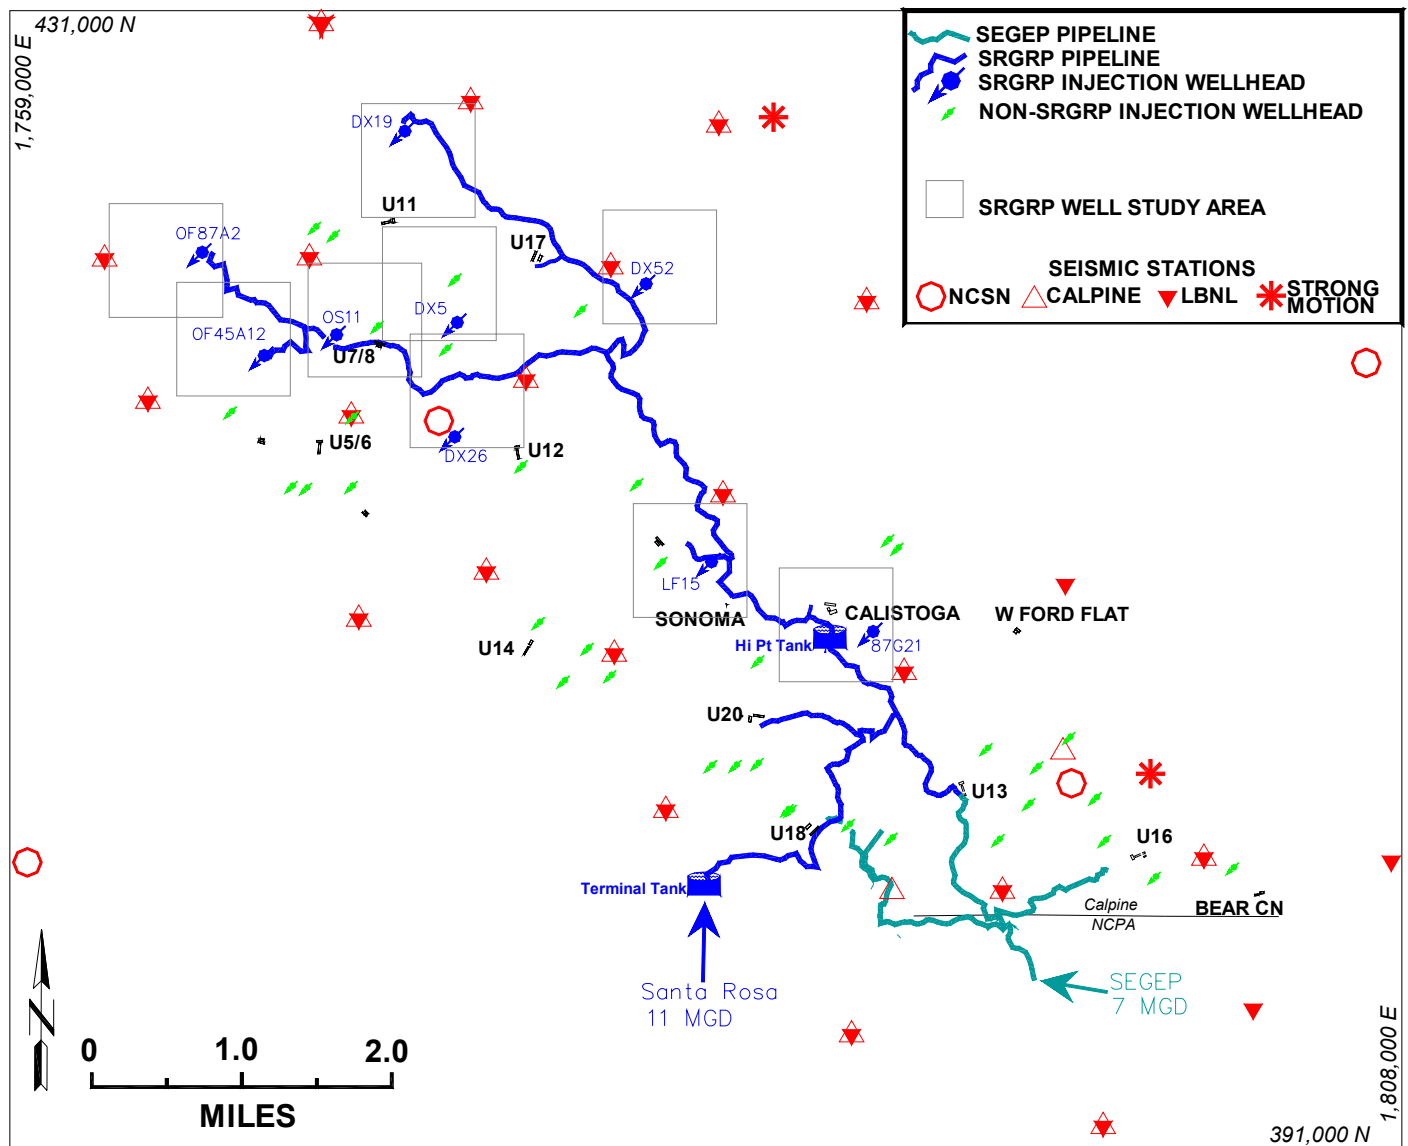 431,000 N
1,759,000 E
SEGEP PIPELINE
SRGRP PIPELINE
SRGRP INJECTION WELLHEAD
NON-SRGRP INJECTION WELLHEAD
SRGRP WELL STUDY AREA
SEISMIC STATIONS
NCSN
CALPINE
LBNL
STRONG
MOTION
DX19
U11
OF87A2
U17
DX52
OS11
DX5
OF45A12
U7/8
U5/6
DX26
U12
LF15
SONOMA
CALISTOGA
W FORD FLAT
Hi Pt Tank
87G21
U14
U20
U13
U18
U16
Terminal Tank
Calpine
NCPA
BEAR CN
Santa Rosa
11 MGD
SEGEP
7 MGD
N
0 1.0 2.0
MILES
1,808,000 E
391,000 N